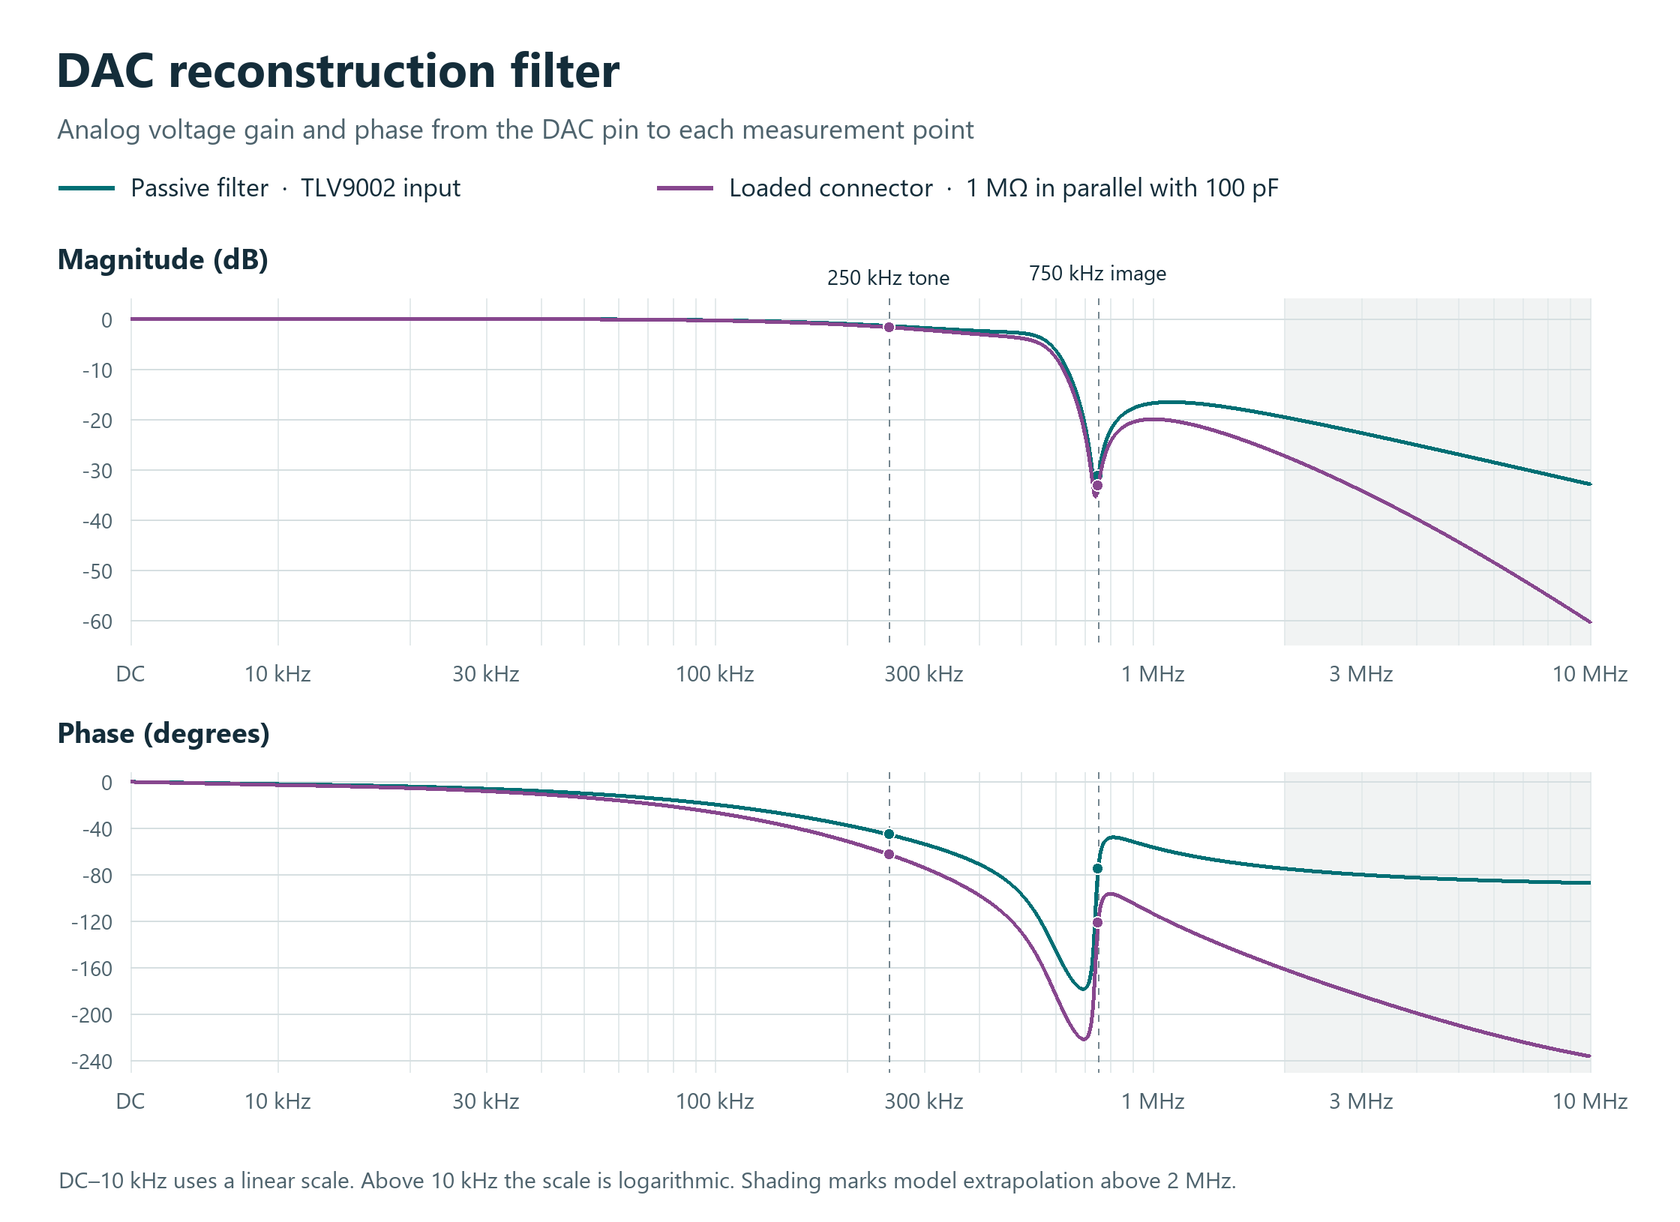 DAC reconstruction filter
Analog voltage gain and phase from the DAC pin to each measurement point
Passive filter · TLV9002 input
Loaded connector · 1 MΩ in parallel with 100 pF
Magnitude (dB)
250 kHz tone
750 kHz image
0
-10
-20
-30
-40
-50
-60
DC 10 kHz 30 kHz 100 kHz 300 kHz 1 MHz 3 MHz 10 MHz
Phase (degrees)
0
-40
-80
-120
-160
-200
-240
DC 10 kHz 30 kHz 100 kHz 300 kHz 1 MHz 3 MHz 10 MHz
DC–10 kHz uses a linear scale. Above 10 kHz the scale is logarithmic. Shading marks model extrapolation above 2 MHz.